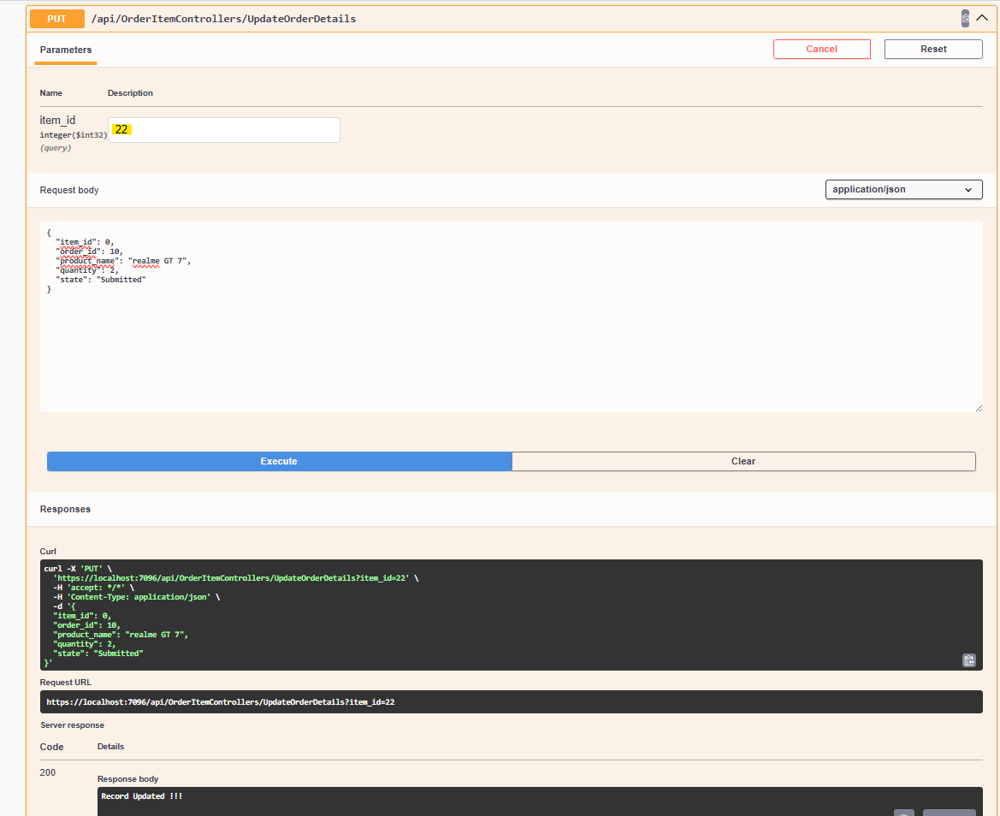 PUT /api/OrderItemControllers/UpdateOrderDetails
Parameters
Cancel
Reset
Name Description
item_id
integer($int32)
(query)
22
Request body
application/json
{
"item_id": 0,
"order_id": 10,
"product_name": "realme GT 7",
"quantity": 2,
"state": "Submitted"
}
Execute
Clear
Responses
Curl
curl -X 'PUT' \
'https://localhost:7096/api/OrderItemControllers/UpdateOrderDetails?item_id=22' \
-H 'accept: */*' \
-H 'Content-Type: application/json' \
-d '{
"item_id": 0,
"order_id": 10,
"product_name": "realme GT 7",
"quantity": 2,
"state": "Submitted"
}'
Request URL
https://localhost:7096/api/OrderItemControllers/UpdateOrderDetails?item_id=22
Server response
Code Details
200
Response body
Record Updated !!!